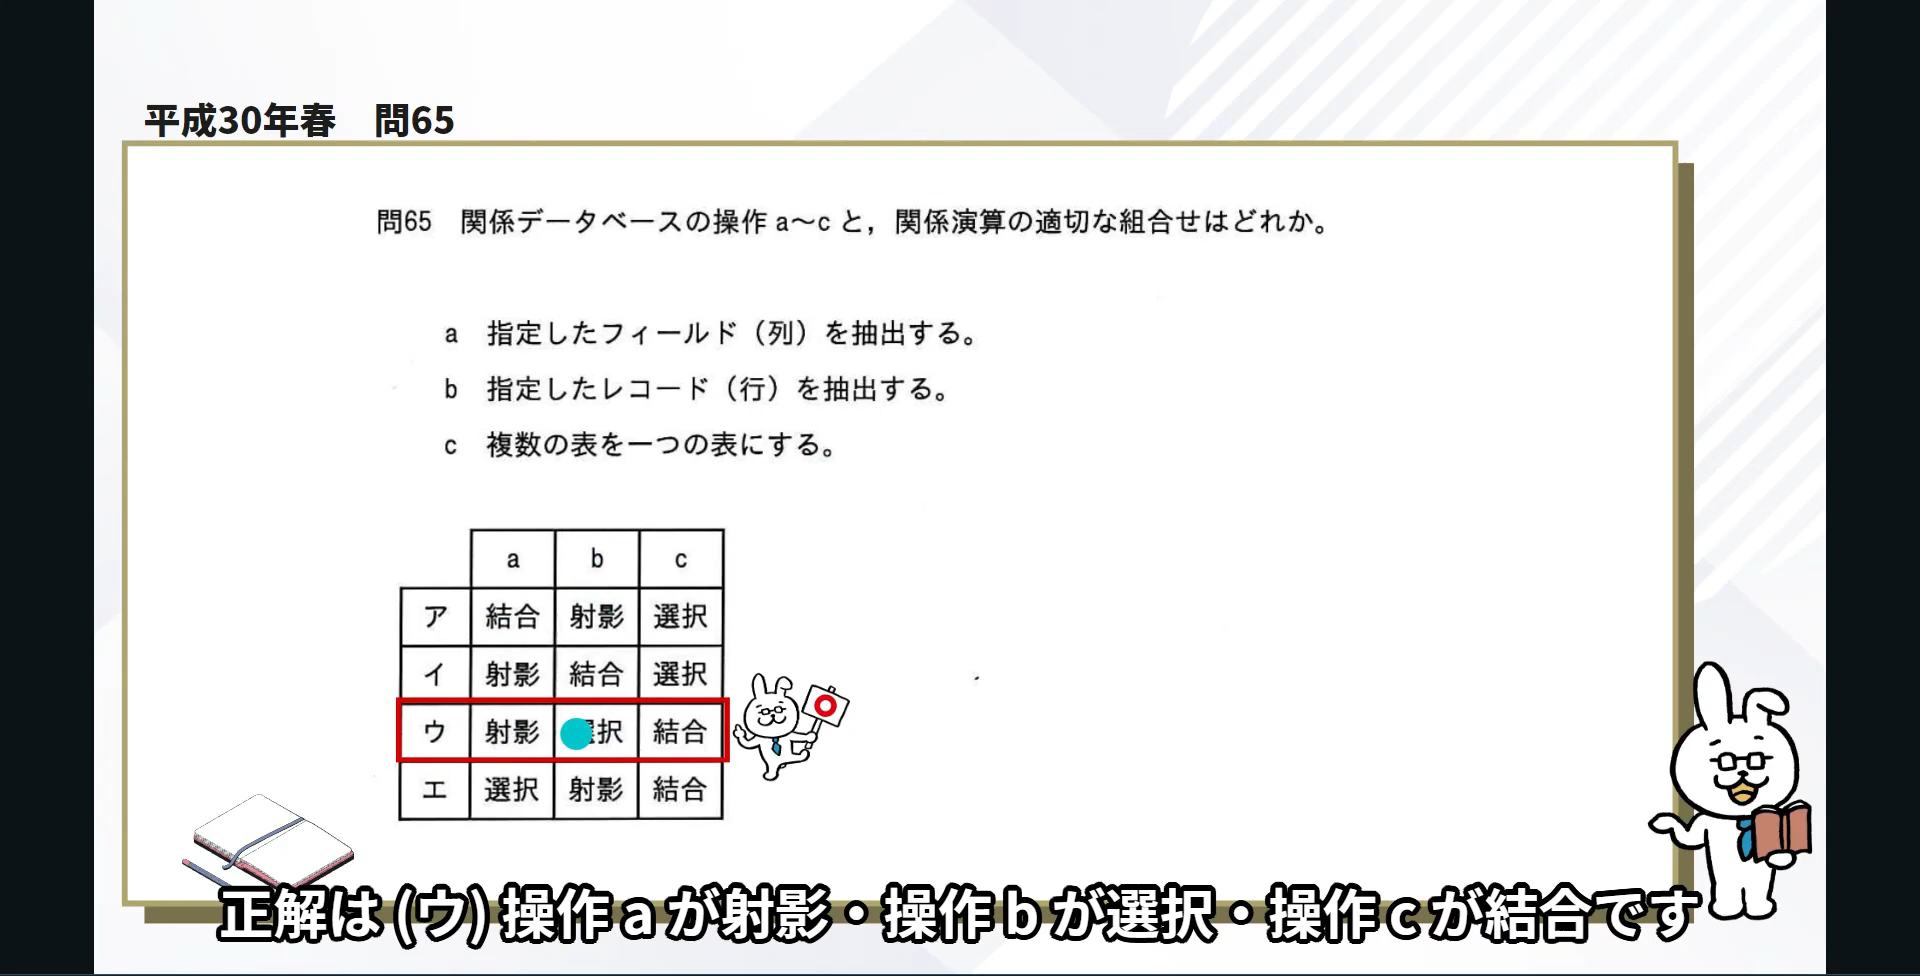 平成30年春　問65
問65　関係データベースの操作 a～c と，関係演算の適切な組合せはどれか。
a　指定したフィールド（列）を抽出する。
b　指定したレコード（行）を抽出する。
c　複数の表を一つの表にする。
a b c
ア 結合 射影 選択
イ 射影 結合 選択
ウ 射影 択 結合
エ 選択 射影 結合
正解は (ウ) 操作 a が射影・操作 b が選択・操作 c が結合です